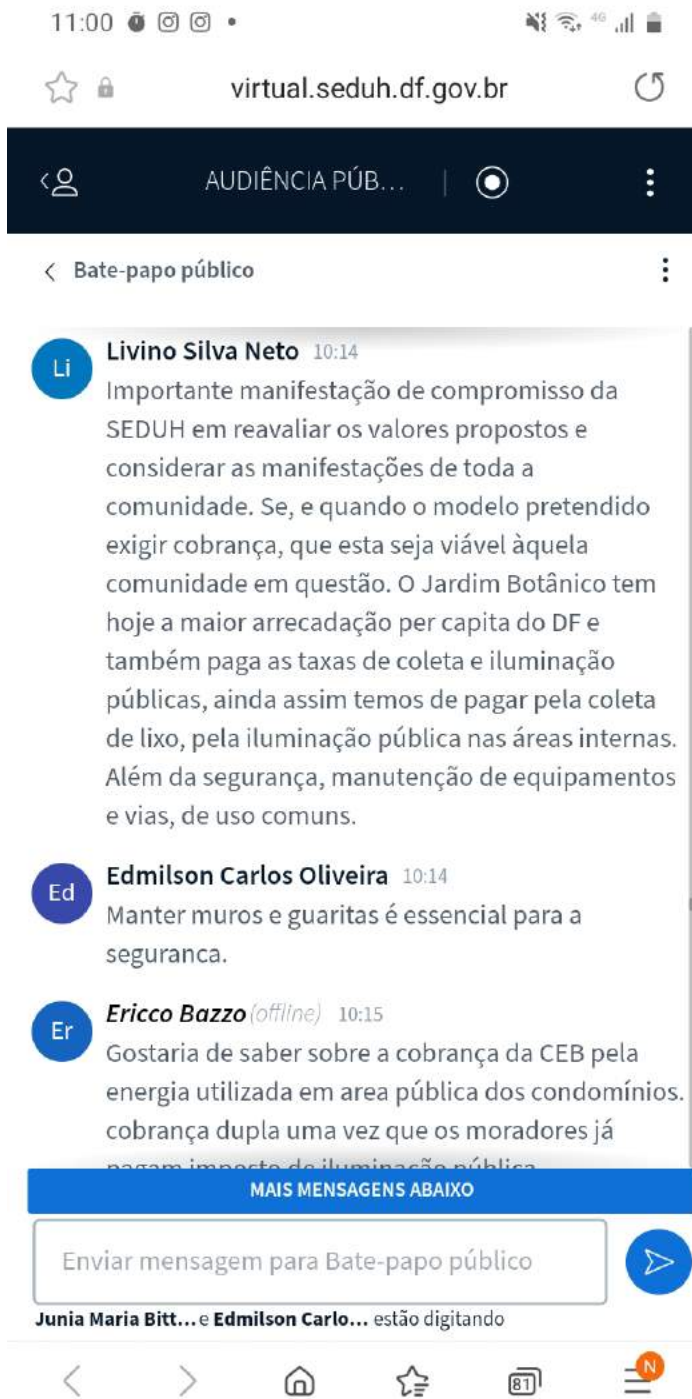 11:00
4G
virtual.seduh.df.gov.br
AUDIÊNCIA PÚB...
Bate-papo público
Li
Livino Silva Neto 10:14
Importante manifestação de compromisso da
SEDUH em reavaliar os valores propostos e
considerar as manifestações de toda a
comunidade. Se, e quando o modelo pretendido
exigir cobrança, que esta seja viável àquela
comunidade em questão. O Jardim Botânico tem
hoje a maior arrecadação per capita do DF e
também paga as taxas de coleta e iluminação
públicas, ainda assim temos de pagar pela coleta
de lixo, pela iluminação pública nas áreas internas.
Além da segurança, manutenção de equipamentos
e vias, de uso comuns.
Ed
Edmilson Carlos Oliveira 10:14
Manter muros e guaritas é essencial para a
seguranca.
Er
Ericco Bazzo (offline) 10:15
Gostaria de saber sobre a cobrança da CEB pela
energia utilizada em area pública dos condomínios.
cobrança dupla uma vez que os moradores já
pagam imposto de iluminação pública
MAIS MENSAGENS ABAIXO
Enviar mensagem para Bate-papo público
Junia Maria Bitt... e Edmilson Carlo... estão digitando
81
N